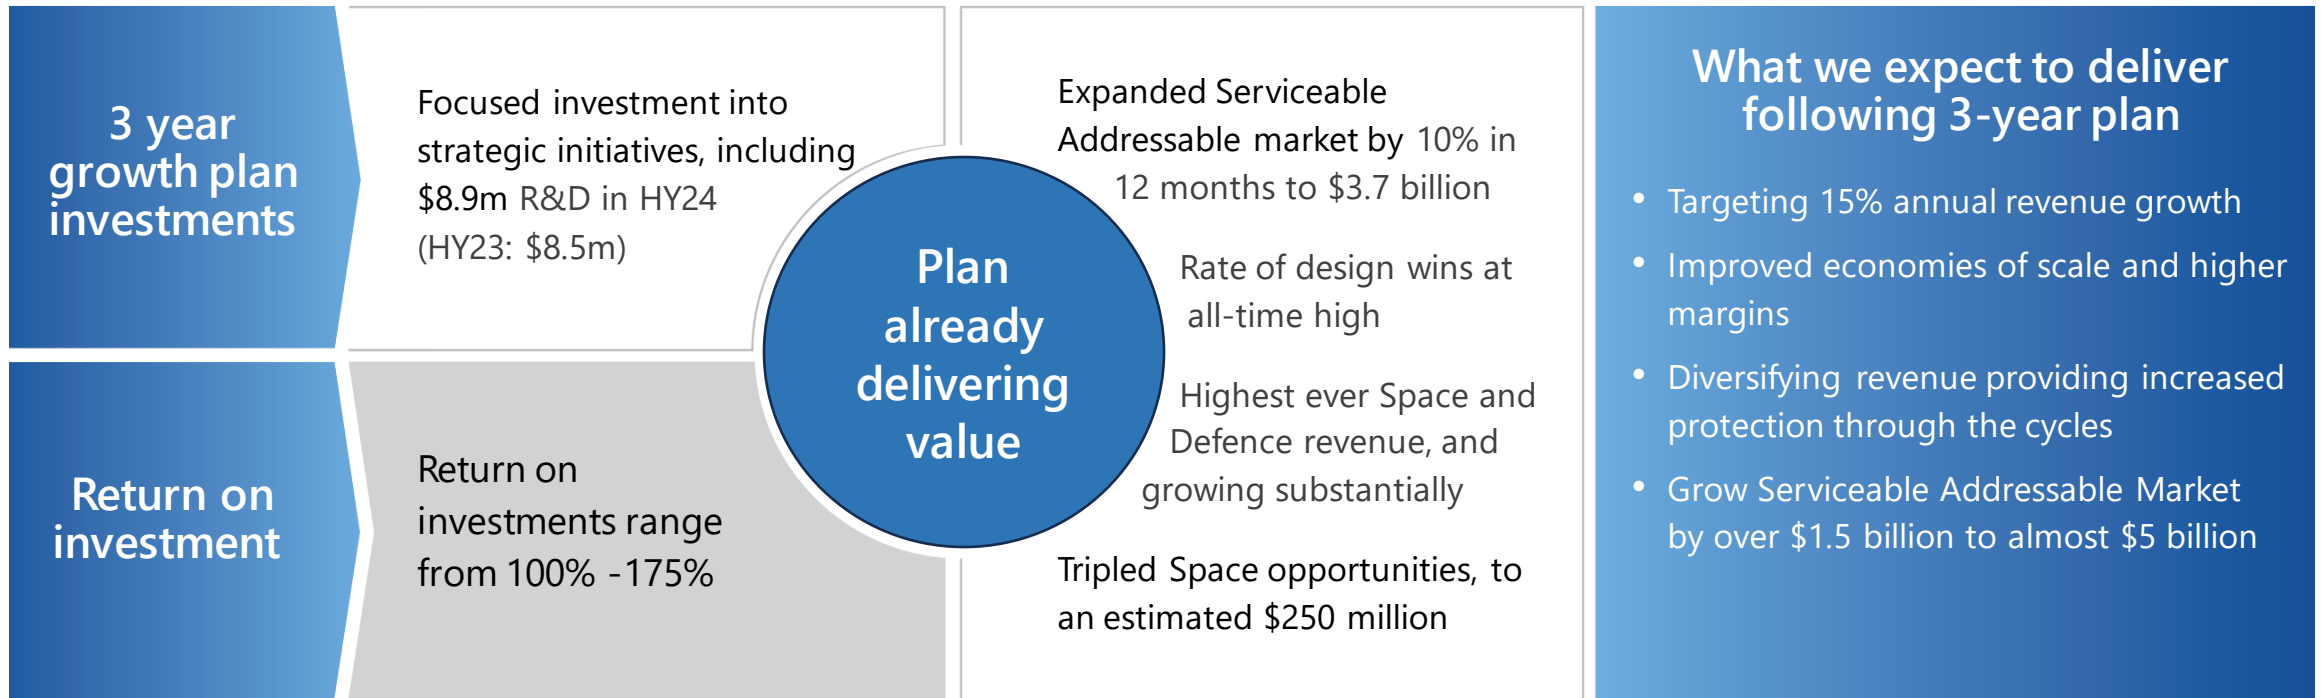 3 year
growth plan
investments
Focused investment into
strategic initiatives, including
$8.9m R&D in HY24
(HY23: $8.5m)
Return on
investment
Return on
investments range
from 100% -175%
Plan
already
delivering
value
Expanded Serviceable
Addressable market by 10% in
12 months to $3.7 billion
Rate of design wins at
all-time high
Highest ever Space and
Defence revenue, and
growing substantially
Tripled Space opportunities, to
an estimated $250 million
What we expect to deliver
following 3-year plan
• Targeting 15% annual revenue growth
• Improved economies of scale and higher
margins
• Diversifying revenue providing increased
protection through the cycles
• Grow Serviceable Addressable Market
by over $1.5 billion to almost $5 billion